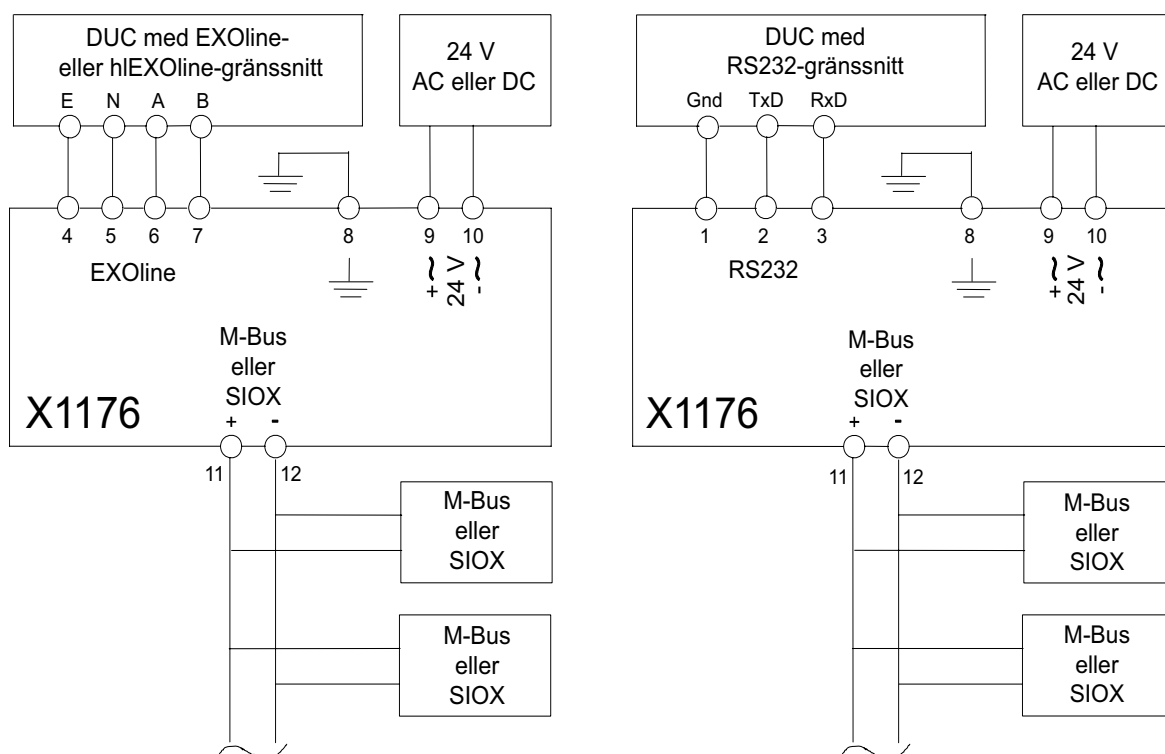 DUC med EXOline-
eller hlEXOline-gränssnitt
E N A B
24 V
AC eller DC
4 5 6 7 8 9 10
EXOline
+ ~
24 V
- ~
M-Bus
eller
SIOX
X1176
+ -
11 12
M-Bus
eller
SIOX
M-Bus
eller
SIOX
DUC med
RS232-gränssnitt
Gnd TxD RxD
24 V
AC eller DC
1 2 3 8 9 10
RS232
+ ~
24 V
- ~
M-Bus
eller
SIOX
X1176
+ -
11 12
M-Bus
eller
SIOX
M-Bus
eller
SIOX